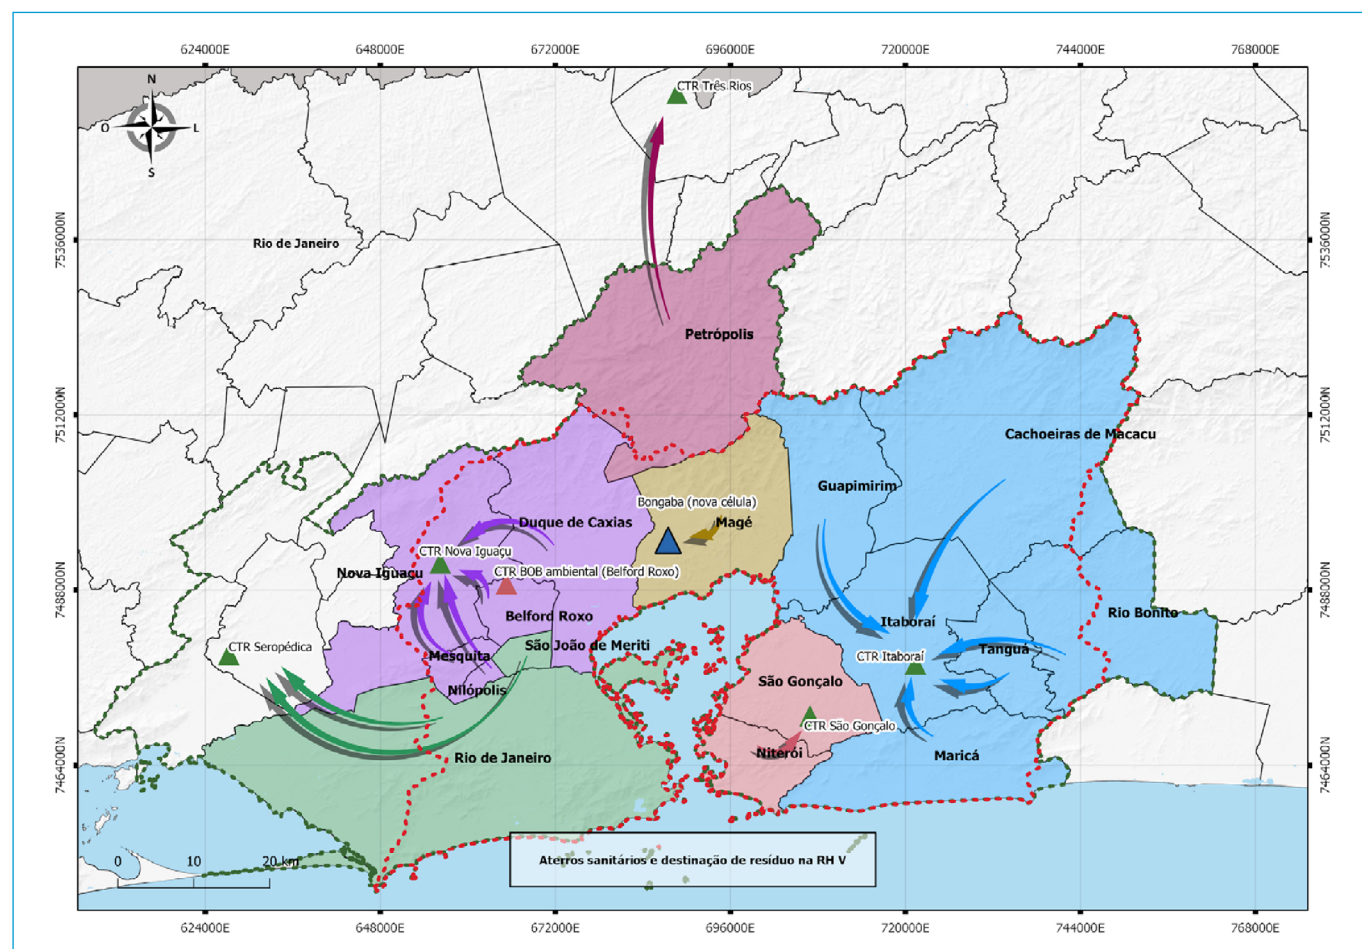 624000E 648000E 672000E 696000E 720000E 744000E 768000E
N
O L
S
CTR Três Rios
7536000N 7536000N
Rio de Janeiro
Petrópolis
7512000N 7512000N
Cachoeiras de Macacu
Guapimirim
Bongaba (nova célula)
Duque de Caxias Magé
CTR Nova Iguaçu
Nova Iguaçu CTR BOB ambiental (Belford Roxo)
7488000N 7488000N
Belford Roxo Itaboraí Rio Bonito
CTR Seropédica São João de Meriti
Mesquita CTR Itaboraí Tanguá
Nilópolis São Gonçalo
CTR São Gonçalo
Rio de Janeiro Niterói Maricá
7464000N 7464000N
0 10 20 km
Aterros sanitários e destinação de resíduo na RH V
624000E 648000E 672000E 696000E 720000E 744000E 768000E